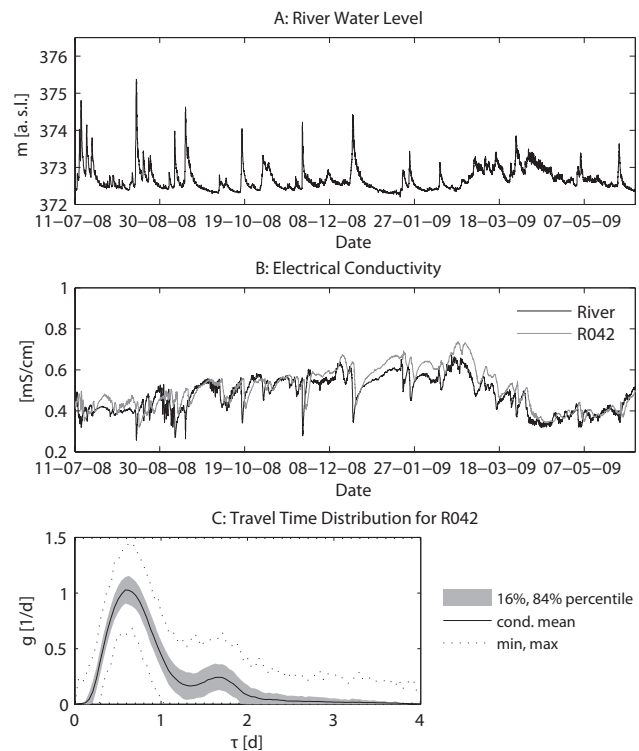 A: River Water Level
376
375
374
373
372
m [a. s.l.]
11–07–08 30–08–08 19–10–08 08–12–08 27–01–09 18–03–09 07–05–09
Date
B: Electrical Conductivity
1
0.8
0.6
0.4
0.2
[mS/cm]
River
R042
11–07–08 30–08–08 19–10–08 08–12–08 27–01–09 18–03–09 07–05–09
Date
C: Travel Time Distribution for R042
1.5
1
0.5
0
g [1/d]
16%, 84% percentile
cond. mean
min, max
0 1 2 3 4
τ [d]